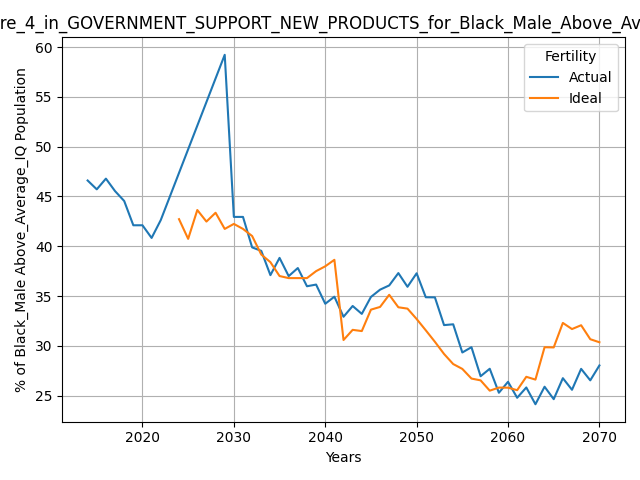 re_4_in_GOVERNMENT_SUPPORT_NEW_PRODUCTS_for_Black_Male_Above_Av
Fertility
Actual
Ideal
% of Black_Male Above_Average_IQ Population
60
55
50
45
40
35
30
25
2020 2030 2040 2050 2060 2070
Years